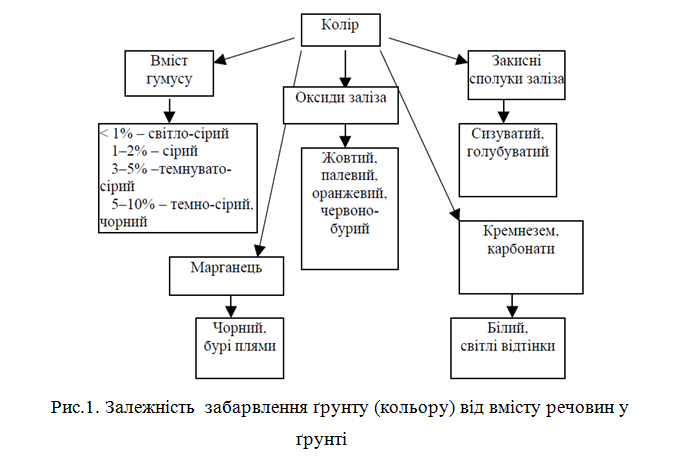 Колір
Вміст
гумусу
Закисні
сполуки заліза
Оксиди заліза
< 1% – світло-сірий
1–2% – сірий
3–5% –темнувато-
сірий
5–10% – темно-сірий,
чорний
Сизуватий,
голубуватий
Жовтий,
палевий,
оранжевий,
червоно-
бурий
Кремнезем,
карбонати
Марганець
Чорний,
бурі плями
Білий,
світлі відтінки
Рис.1. Залежність забарвлення ґрунту (кольору) від вмісту речовин у
ґрунті